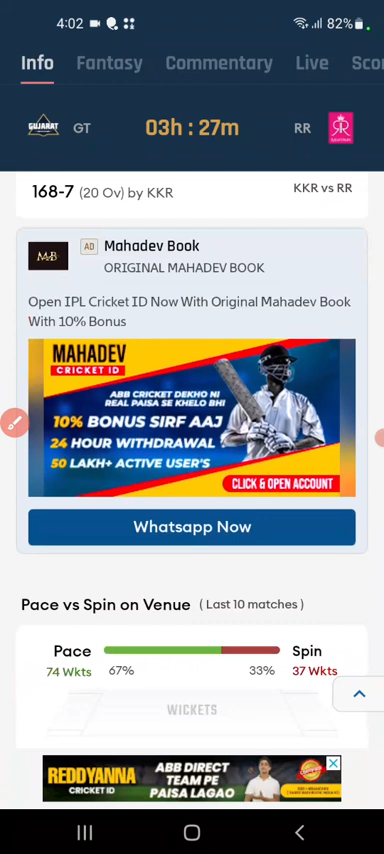 4:02
82%
Info Fantasy Commentary Live Scor
GUJARAT GT 03h : 27m RR
168-7 (20 Ov) by KKR KKR vs RR
MB AD Mahadev Book
ORIGINAL MAHADEV BOOK
Open IPL Cricket ID Now With Original Mahadev Book
With 10% Bonus
MAHADEV
CRICKET ID
ABB CRICKET DEKHO NI
REAL PAISA SE KHELO BHI
10% BONUS SIRF AAJ
24 HOUR WITHDRAWAL
50 LAKH+ ACTIVE USER'S
CLICK & OPEN ACCOUNT
Whatsapp Now
Pace vs Spin on Venue ( Last 10 matches )
Pace Spin
74 Wkts 67% 33% 37 Wkts
WICKETS
REDDYANNA
CRICKET ID
ABB DIRECT
TEAM PE
PAISA LAGAO